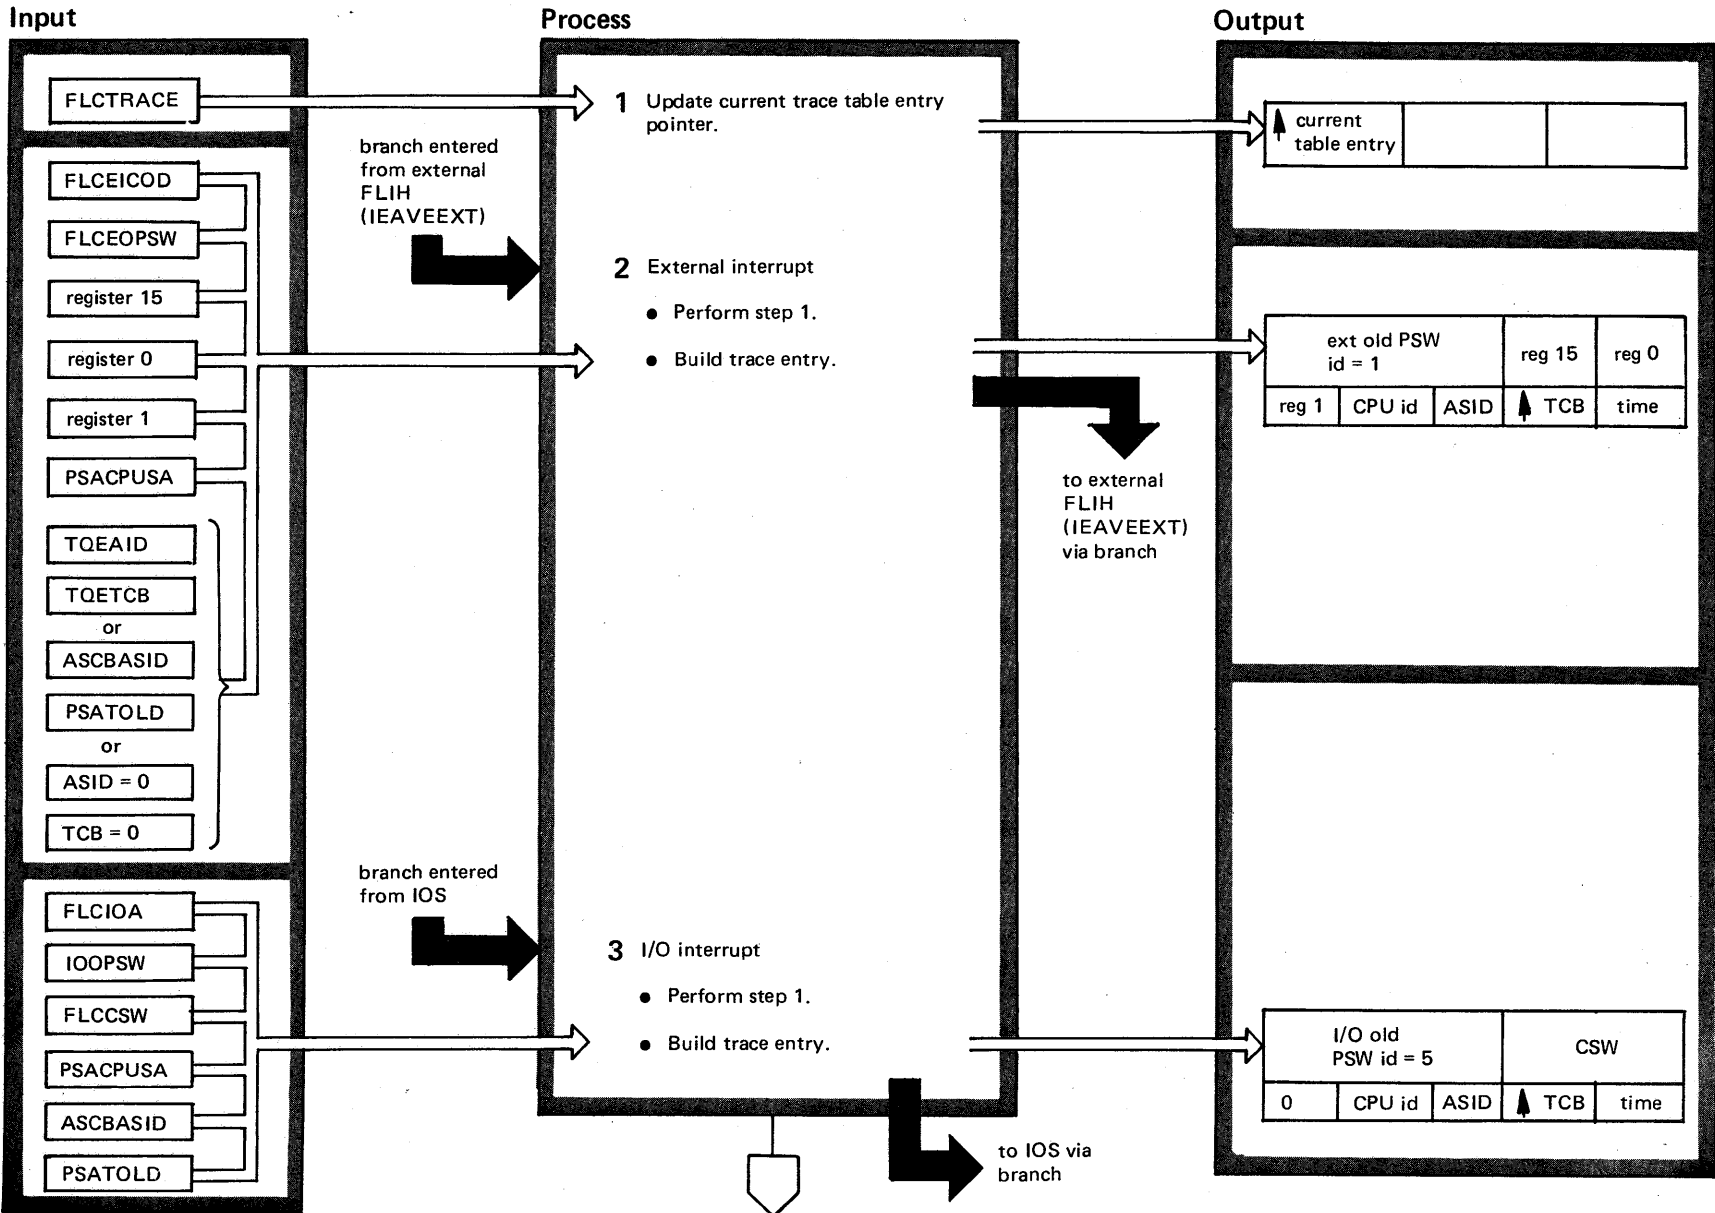 Input
FLCTRACE
FLCEICOD
FLCEOPSW
register 15
register 0
register 1
PSACPUSA
TQEAID
TQETCB
or
ASCBASID
PSATOLD
or
ASID = 0
TCB = 0
FLCIOA
IOOPSW
FLCCSW
PSACPUSA
ASCBASID
PSATOLD
branch entered
from external
FLIH
(IEAVEEXT)
branch entered
from IOS
Process
1 Update current trace table entry
pointer.
2 External interrupt
● Perform step 1.
● Build trace entry.
3 I/O interrupt
● Perform step 1.
● Build trace entry.
to external
FLIH
(IEAVEEXT)
via branch
to IOS via
branch
Output
current
table entry
ext old PSW
id = 1
reg 15
reg 0
reg 1
CPU id
ASID
TCB
time
I/O old
PSW id = 5
CSW
0
CPU id
ASID
TCB
time